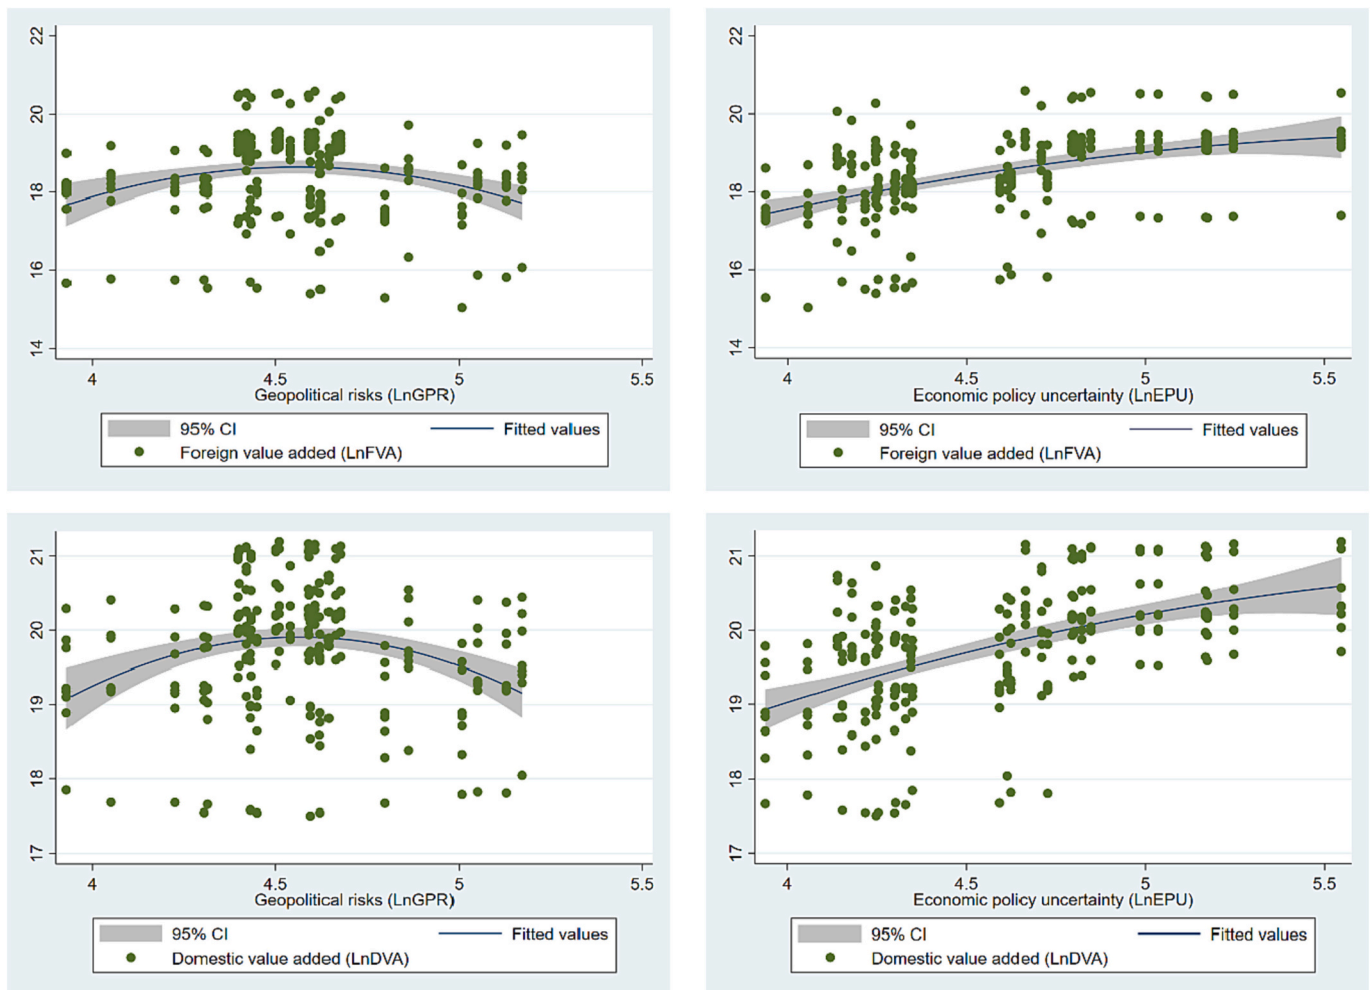 22
20
18
16
14
4
4.5
5
5.5
Geopolitical risks (LnGPR)
95% CI
Fitted values
Foreign value added (LnFVA)
22
20
18
16
14
4
4.5
5
5.5
Economic policy uncertainty (LnEPU)
95% CI
Fitted values
Foreign value added (LnFVA)
21
20
19
18
17
4
4.5
5
5.5
Geopolitical risks (LnGPR)
95% CI
Fitted values
Domestic value added (LnDVA)
21
20
19
18
17
4
4.5
5
5.5
Economic policy uncertainty (LnEPU)
95% CI
Fitted values
Domestic value added (LnDVA)